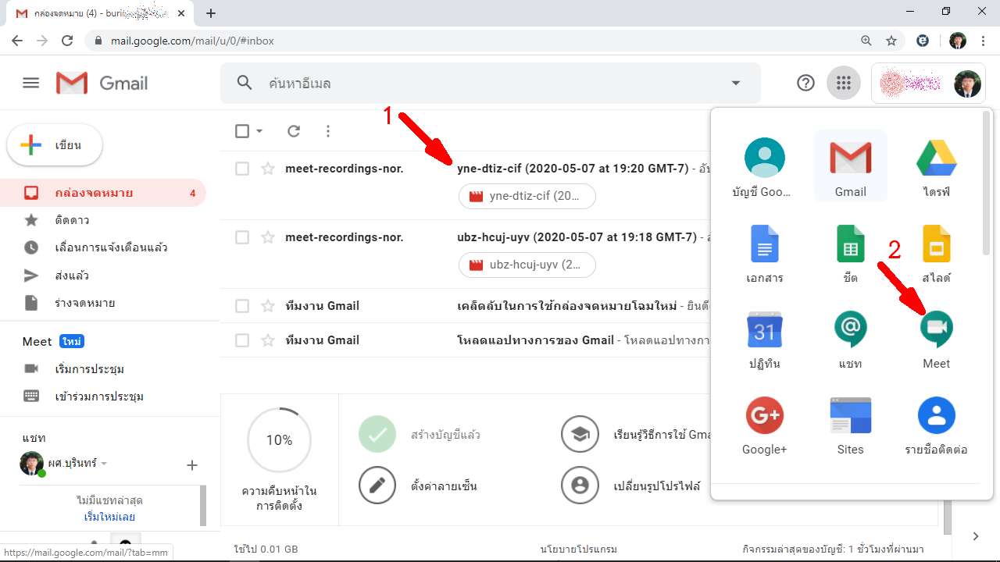 กล่องจดหมาย (4) - buri
mail.google.com/mail/u/0/#inbox
Gmail
ค้นหาอีเมล
1
เขียน
กล่องจดหมาย 4
ติดดาว
เลื่อนการแจ้งเตือนแล้ว
ส่งแล้ว
ร่างจดหมาย
Meet ใหม่
เริ่มการประชุม
เข้าร่วมการประชุม
แชท
ผศ.บุรินทร์
ไม่มีแชทล่าสุด
เริ่มใหม่เลย
https://mail.google.com/mail/?tab=mm
meet-recordings-nor. yne-dtiz-cif (2020-05-07 at 19:20 GMT-7) -
yne-dtiz-cif (20...
meet-recordings-nor. ubz-hcuj-uyv (2020-05-07 at 19:18 GMT-7) -
ubz-hcuj-uyv (2...
ทีมงาน Gmail เคล็ดลับในการใช้กล่องจดหมายโฉมใหม่ - ยินดี
ทีมงาน Gmail โหลดแอปทางการของ Gmail - โหลดแอปทางกา
10%
ความคืบหน้าใน
การติดตั้ง
สร้างบัญชีแล้ว
เรียนรู้วิธีการใช้ Gma
ตั้งค่าลายเซ็น
เปลี่ยนรูปโปรไฟล์
ใช้ไป 0.01 GB
นโยบายโปรแกรม
กิจกรรมล่าสุดของบัญชี: 1 ชั่วโมงที่ผ่านมา
บัญชี Goo... Gmail ไดรฟ์
2
เอกสาร ชีต สไลด์
31
ปฏิทิน แชท Meet
G+
Google+ Sites รายชื่อติดต่อ